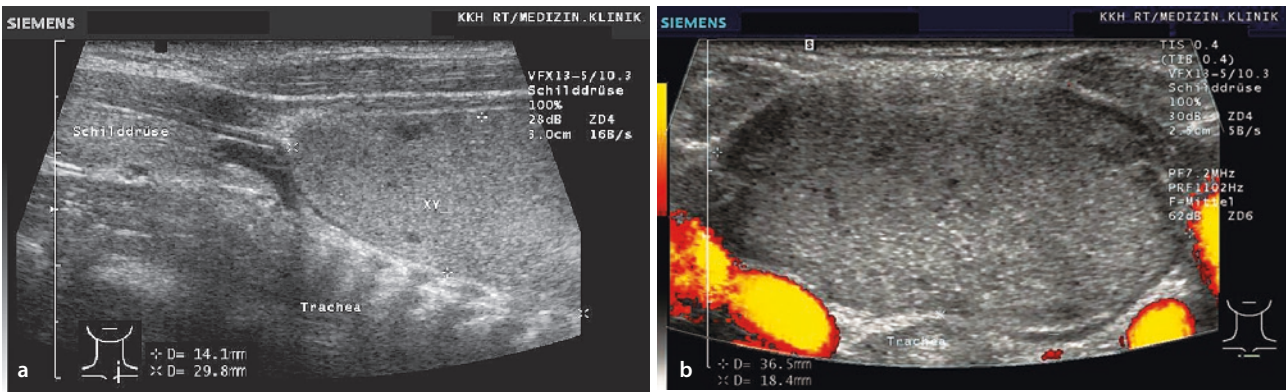 SIEMENS
KKH RT/MEDIZIN.KLINIK
VFX13-5/10.3
Schilddrüse
100%
28dB ZD4
3.0cm 16B/s
Schilddrüse
XY_
Trachea
D= 14.1mm
D= 29.8mm
a
SIEMENS
KKH RT/MEDIZIN.KLINIK
S
TIS 0.4
(TIB 0.4)
VFX13-5/10.3
Schilddrüse
100%
30dB ZD4
2.5cm 5B/s
PF7.2MHz
PRF1102Hz
F=Mittel
62dB ZD6
Trachea
D= 36.5mm
D= 18.4mm
b